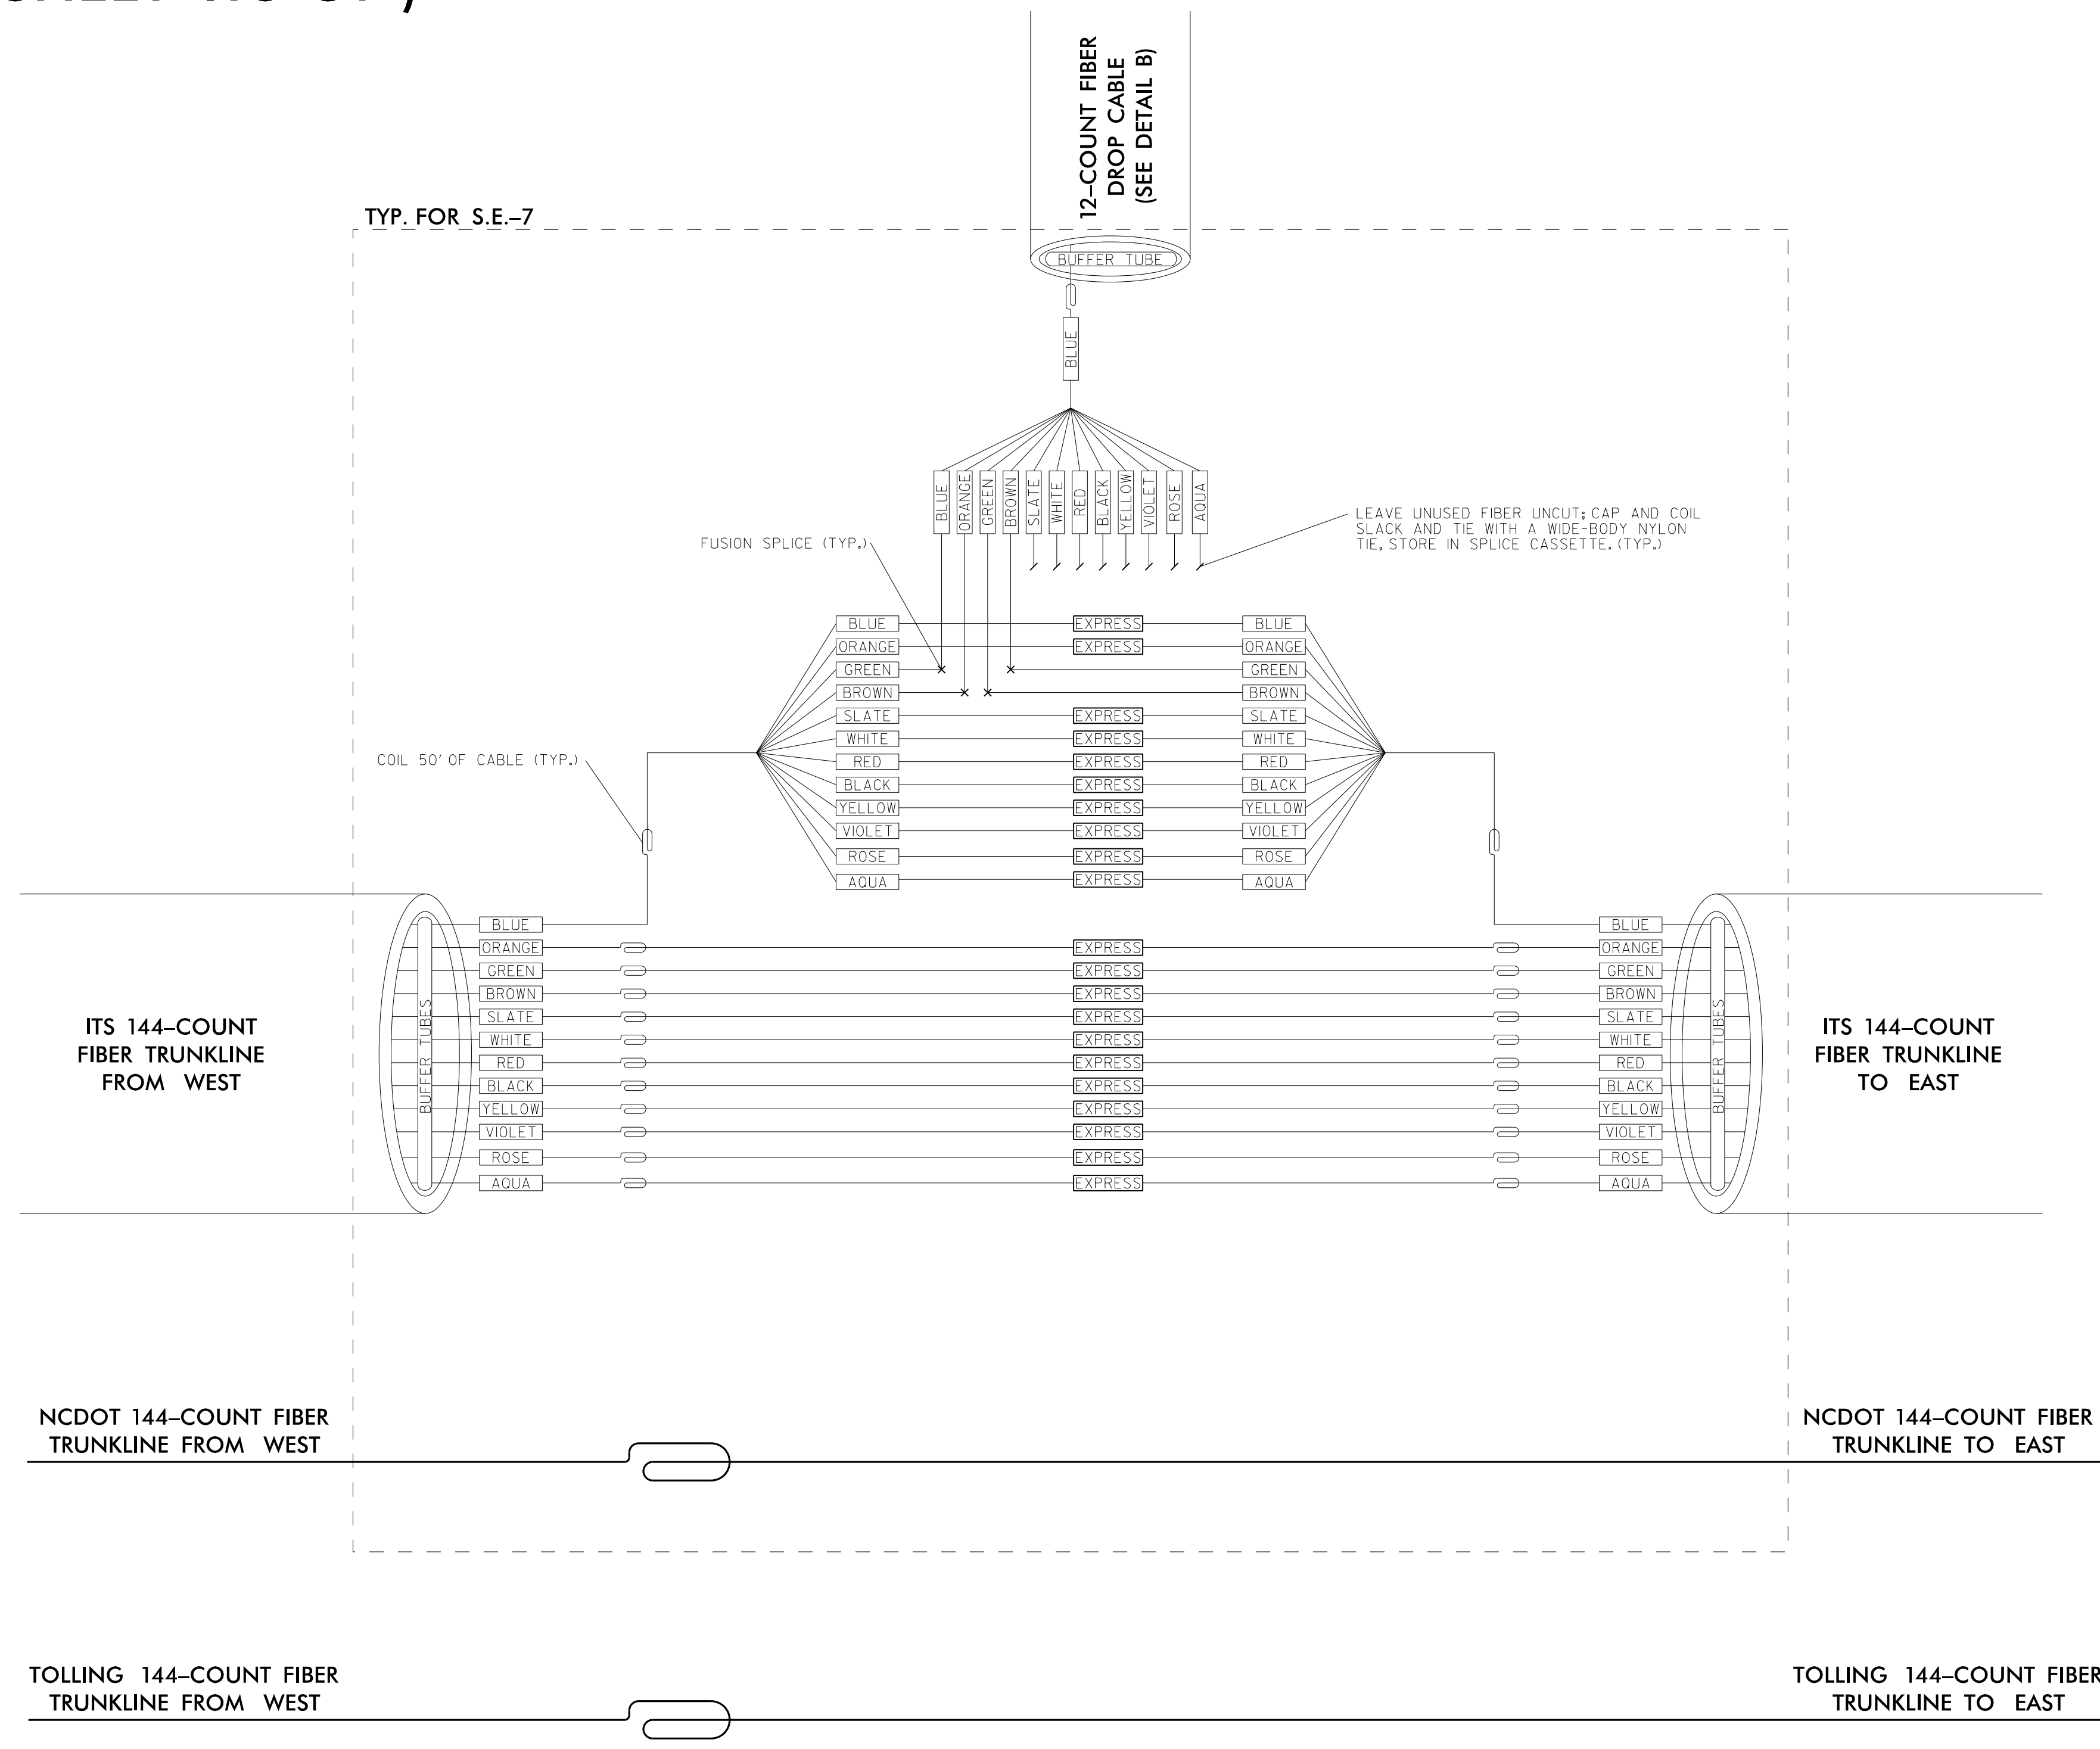 12-COUNT FIBER
DROP CABLE
(SEE DETAIL B)
TYP. FOR S.E.-7
BUFFER TUBE
BLUE
BLUE
ORANGE
GREEN
BROWN
SLATE
WHITE
RED
BLACK
YELLOW
VIOLET
ROSE
AQUA
LEAVE UNUSED FIBER UNCUT; CAP AND COIL
SLACK AND TIE WITH A WIDE-BODY NYLON
TIE, STORE IN SPLICE CASSETTE. (TYP.)
FUSION SPLICE (TYP.)
BLUE EXPRESS BLUE
ORANGE EXPRESS ORANGE
GREEN GREEN
BROWN BROWN
SLATE EXPRESS SLATE
WHITE EXPRESS WHITE
RED EXPRESS RED
BLACK EXPRESS BLACK
YELLOW EXPRESS YELLOW
VIOLET EXPRESS VIOLET
ROSE EXPRESS ROSE
AQUA EXPRESS AQUA
COIL 50' OF CABLE (TYP.)
BLUE BLUE
ORANGE EXPRESS ORANGE
GREEN EXPRESS GREEN
BROWN EXPRESS BROWN
SLATE EXPRESS SLATE
WHITE EXPRESS WHITE
RED EXPRESS RED
BLACK EXPRESS BLACK
YELLOW EXPRESS YELLOW
VIOLET EXPRESS VIOLET
ROSE EXPRESS ROSE
AQUA EXPRESS AQUA
BUFFER TUBES
BUFFER TUBES
ITS 144-COUNT
FIBER TRUNKLINE
FROM WEST
ITS 144-COUNT
FIBER TRUNKLINE
TO EAST
NCDOT 144-COUNT FIBER
TRUNKLINE FROM WEST
NCDOT 144-COUNT FIBER
TRUNKLINE TO EAST
TOLLING 144-COUNT FIBER
TRUNKLINE FROM WEST
TOLLING 144-COUNT FIBER
TRUNKLINE TO EAST